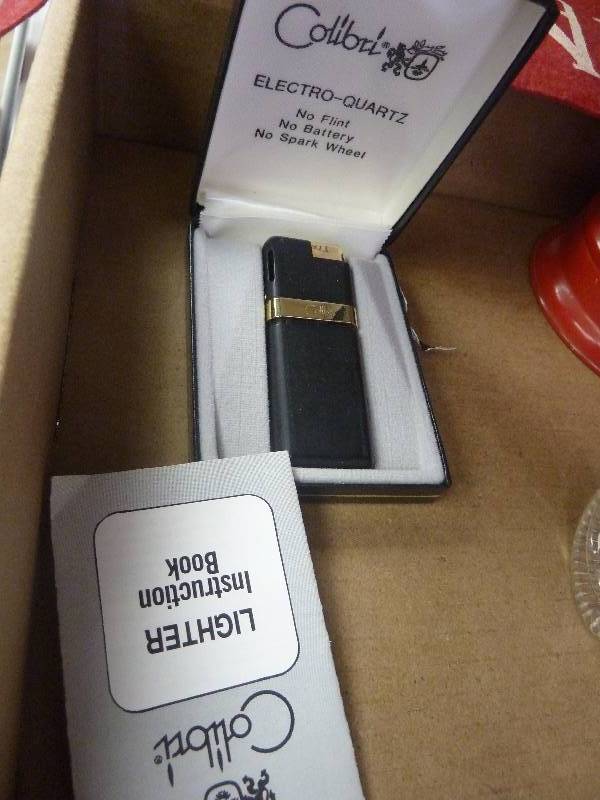 Colibri®
ELECTRO-QUARTZ
No Flint
No Battery
No Spark Wheel
Colibri®
LIGHTER
Instruction
Book